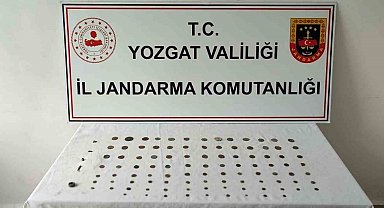 T.C.
YOZGAT VALİLİĞİ
İL JANDARMA KOMUTANLIĞI